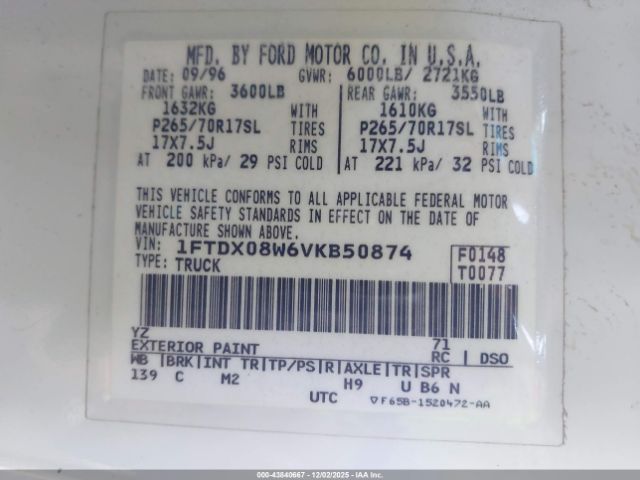 MFD. BY FORD MOTOR CO. IN U.S.A.
DATE: 09/96 GVWR: 6000LB/ 2721KG
FRONT GAWR: 3600LB REAR GAWR: 3550LB
1632KG WITH 1610KG WITH
P265/70R17SL TIRES P265/70R17SL TIRES
17X7.5J RIMS 17X7.5J RIMS
AT 200 kPa/ 29 PSI COLD AT 221 kPa/ 32 PSI COLD
THIS VEHICLE CONFORMS TO ALL APPLICABLE FEDERAL MOTOR
VEHICLE SAFETY STANDARDS IN EFFECT ON THE DATE OF
MANUFACTURE SHOWN ABOVE.
VIN: 1FTDX08W6VKB50874 F0148
TYPE: TRUCK T0077
YZ 71
EXTERIOR PAINT RC DSO
WB BRK INT TR TP/PS R AXLE TR SPR
139 C M2 H9 U B6 N
UTC ▽F65B-1520472-AA
000-43840667 - 12/02/2025 - IAA Inc.